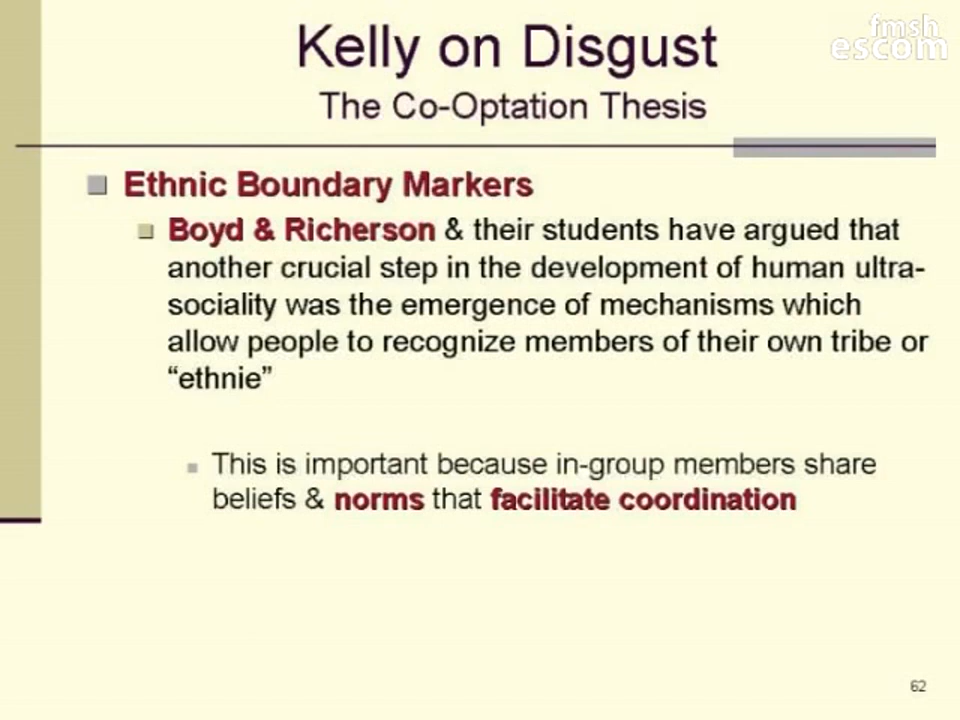 Kelly on Disgust
fmsh
escom
The Co-Optation Thesis
Ethnic Boundary Markers
Boyd & Richerson & their students have argued that
another crucial step in the development of human ultra-
sociality was the emergence of mechanisms which
allow people to recognize members of their own tribe or
“ethnie”
This is important because in-group members share
beliefs & norms that facilitate coordination
62